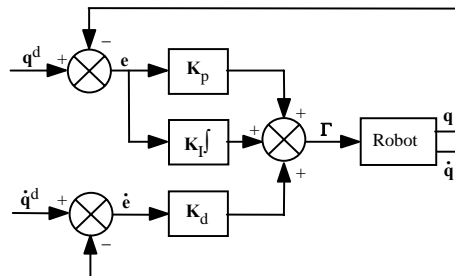 −
q^d + e K_p
+
K_I∫ + Γ Robot q
q̇
+
q̇^d + ė K_d
−